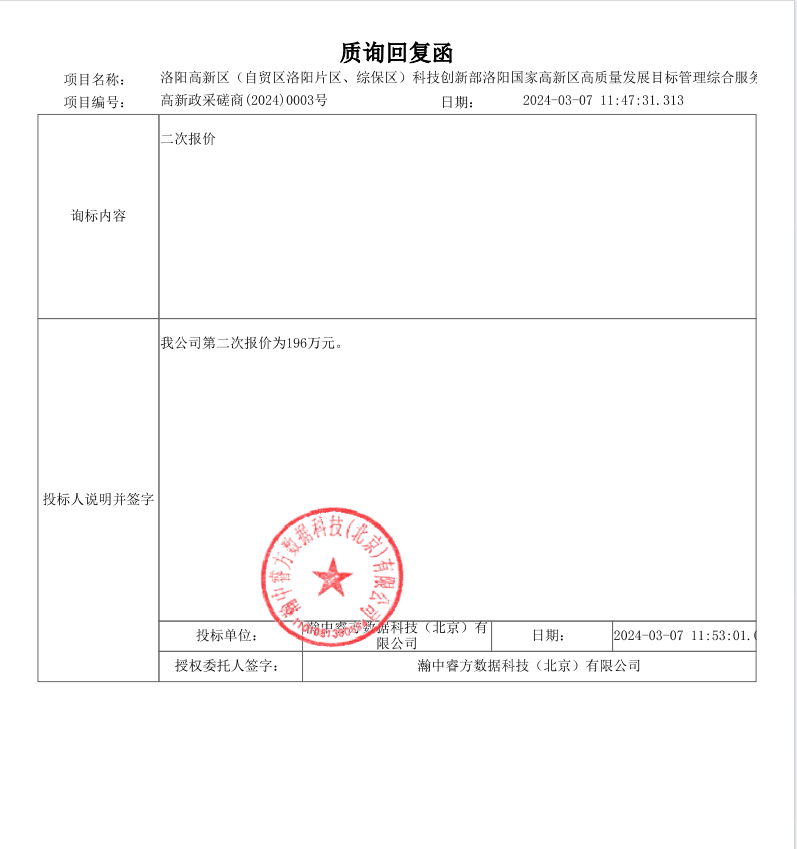 质询回复函
项目名称： 洛阳高新区（自贸区洛阳片区、综保区）科技创新部洛阳国家高新区高质量发展目标管理综合服务
项目编号： 高新政采磋商(2024)0003号 日期： 2024-03-07 11:47:31.313
二次报价
询标内容
我公司第二次报价为196万元。
投标人说明并签字
瀚中睿方数据科技(北京)有限公司
投标单位： 瀚中睿方数据科技（北京）有
限公司
日期： 2024-03-07 11:53:01.
授权委托人签字： 瀚中睿方数据科技（北京）有限公司